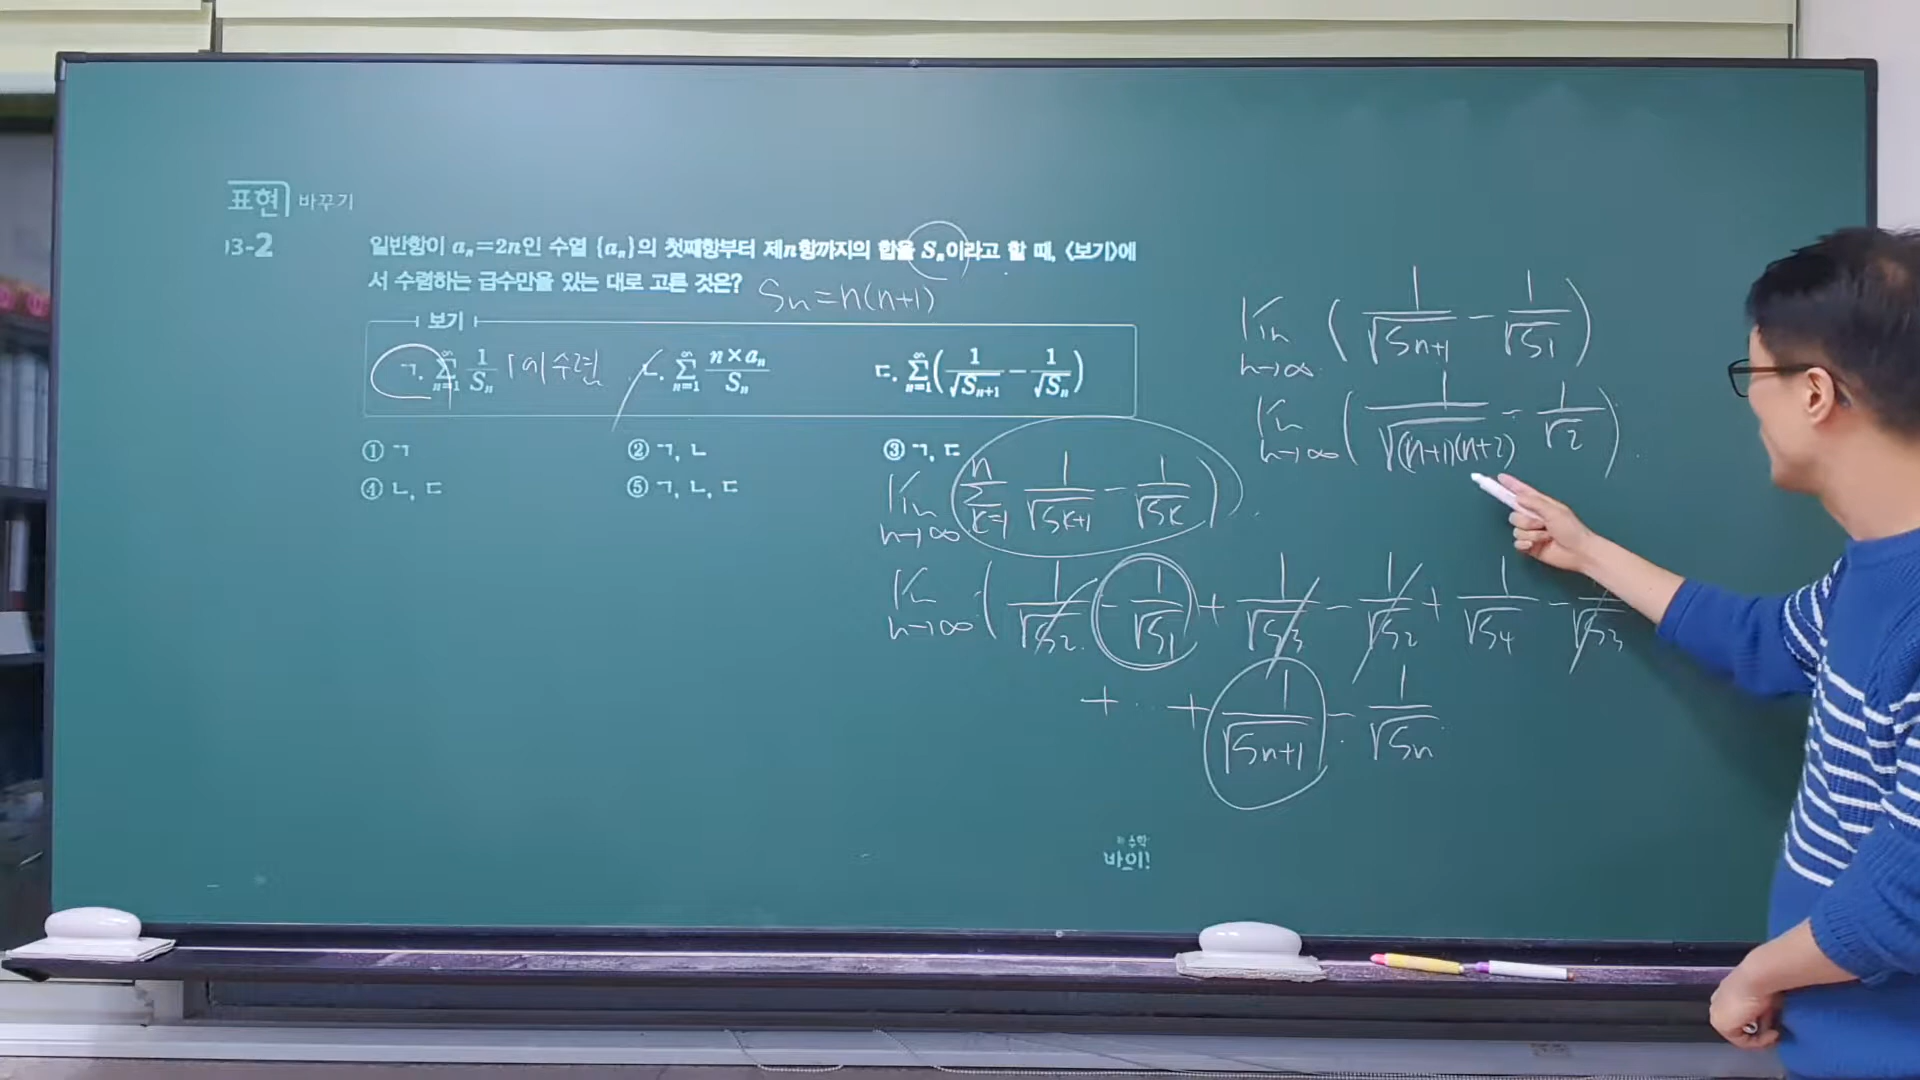 표현 바꾸기
03-2
일반항이 aₙ=2n인 수열 {aₙ}의 첫째항부터 제n항까지의 합을 Sₙ이라고 할 때, <보기>에
서 수렴하는 급수만을 있는 대로 고른 것은?
Sn=n(n+1)
보기
ㄱ. ∞ Σ n=1 1/Sₙ 1에 수렴
ㄴ. ∞ Σ n=1 (n×aₙ)/Sₙ
ㄷ. ∞ Σ n=1 (1/√Sₙ₊₁ − 1/√Sₙ)
① ㄱ ② ㄱ, ㄴ ③ ㄱ, ㄷ
④ ㄴ, ㄷ ⑤ ㄱ, ㄴ, ㄷ
lim n→∞ (n Σ k=1 1/√Sk+1 − 1/√Sk)
lim n→∞ (1/√S2 − 1/√S1 + 1/√S3 − 1/√S2 + 1/√S4 − 1/√S3
+ ·· + 1/√Sn+1 − 1/√Sn
lim n→∞ (1/√Sn+1 − 1/√S1)
lim n→∞ (1/√(n+1)(n+2) − 1/√2)
수학
바이!